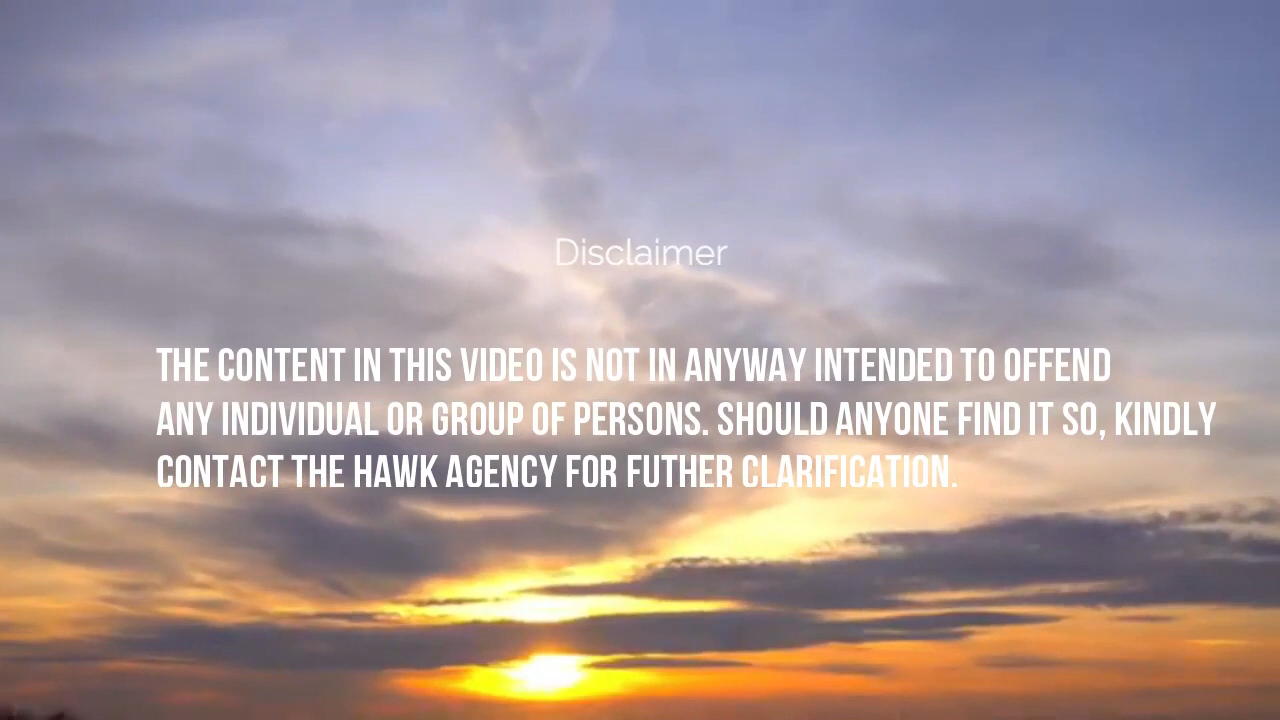 Disclaimer
THE CONTENT IN THIS VIDEO IS NOT IN ANYWAY INTENDED TO OFFEND
ANY INDIVIDUAL OR GROUP OF PERSONS. SHOULD ANYONE FIND IT SO, KINDLY
CONTACT THE HAWK AGENCY FOR FUTHER CLARIFICATION.